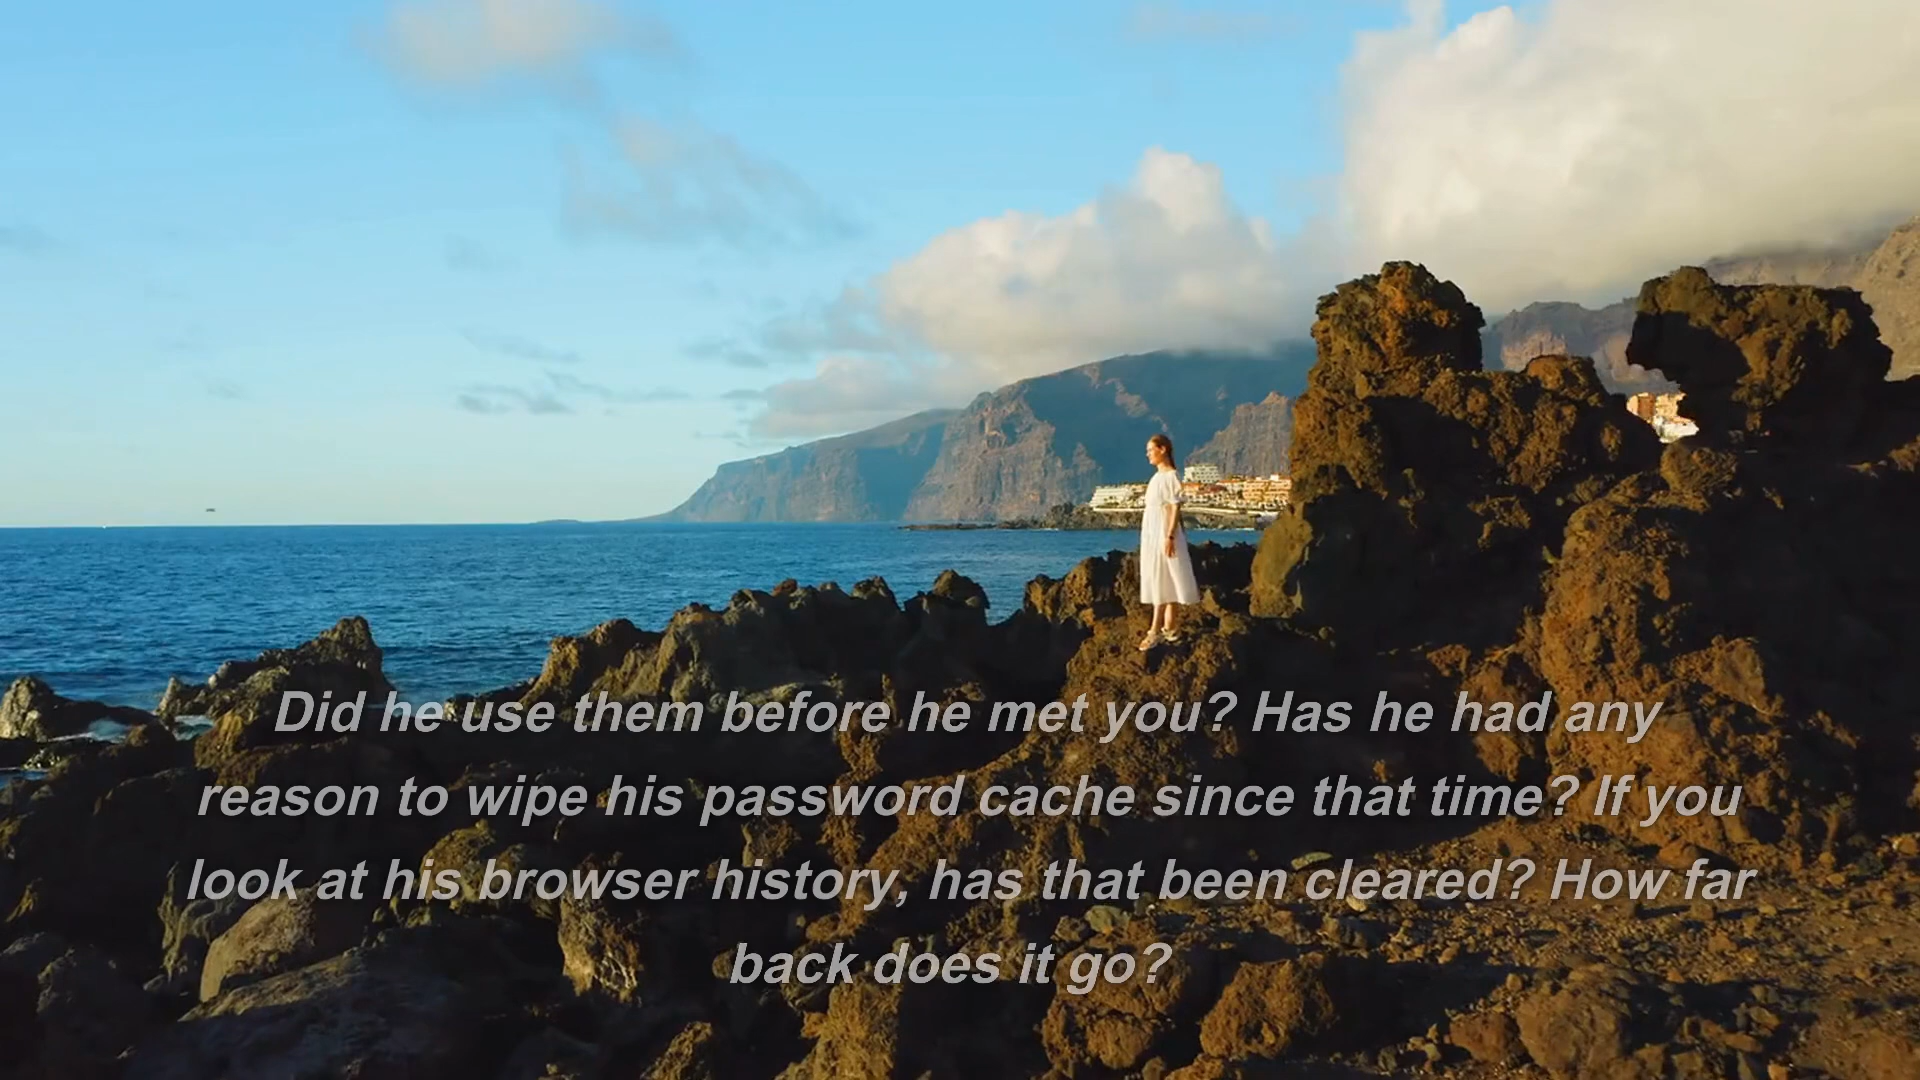 Did he use them before he met you? Has he had any
reason to wipe his password cache since that time? If you
look at his browser history, has that been cleared? How far
back does it go?